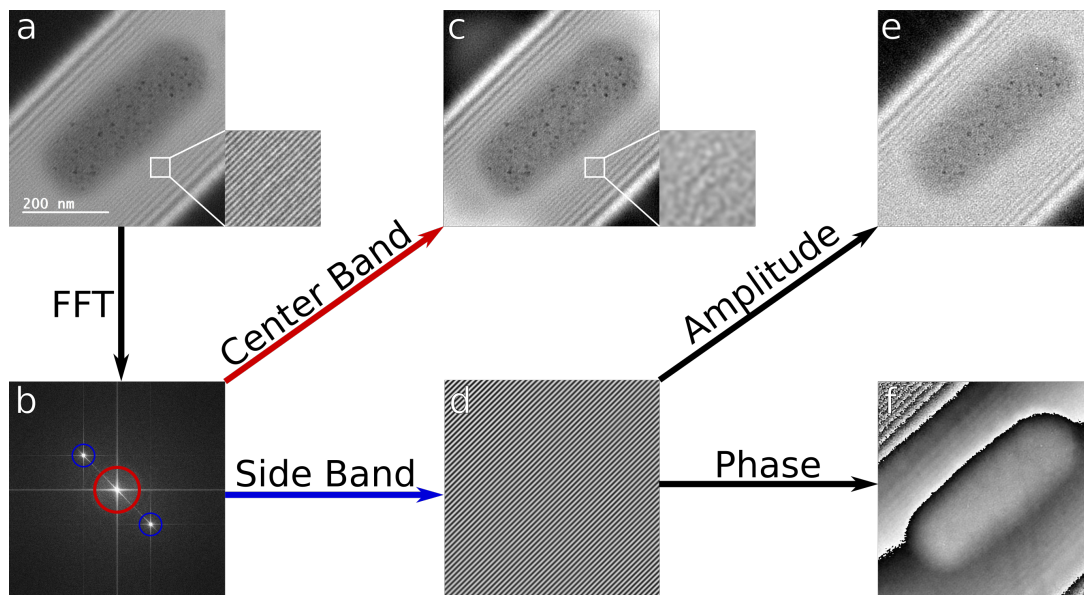 a
c
e
200 nm
FFT
Center Band
Amplitude
b
d
f
Side Band
Phase